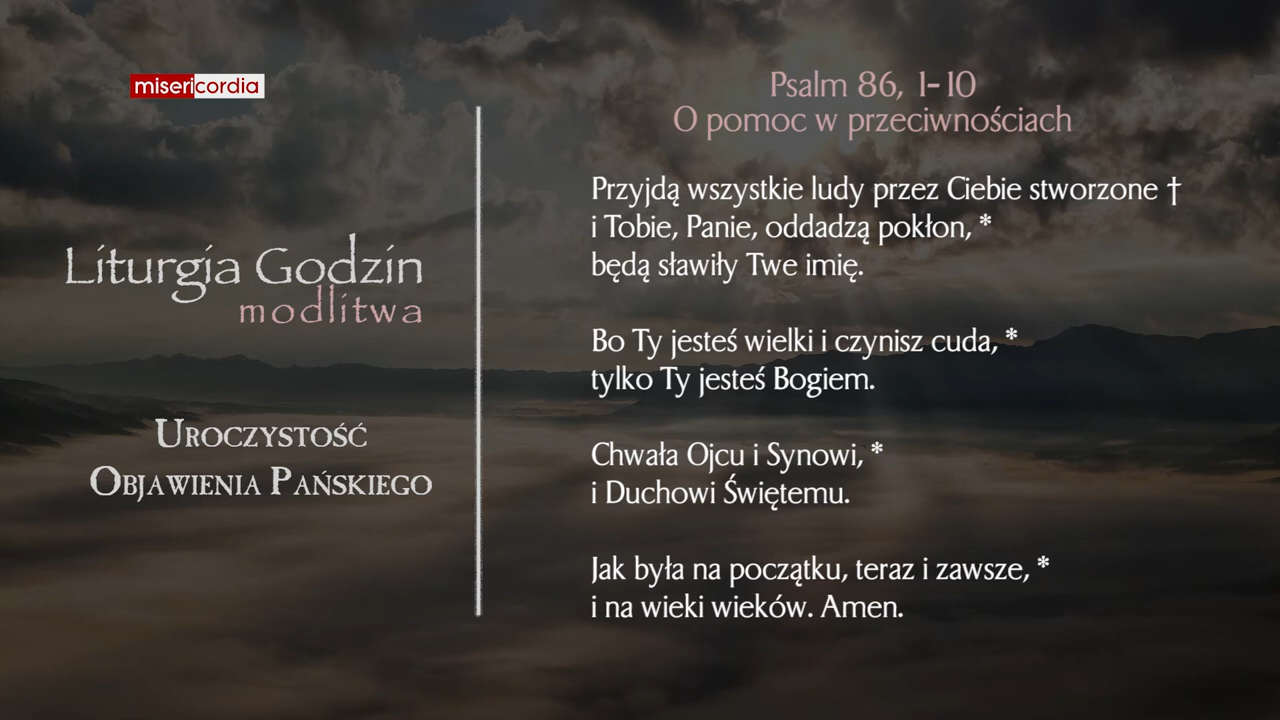 misericordia
Liturgia Godzin
modlitwa
Uroczystość
Objawienia Pańskiego
Psalm 86, 1-10
O pomoc w przeciwnościach
Przyjdą wszystkie ludy przez Ciebie stworzone †
i Tobie, Panie, oddadzą pokłon, *
będą sławiły Twe imię.
Bo Ty jesteś wielki i czynisz cuda, *
tylko Ty jesteś Bogiem.
Chwała Ojcu i Synowi, *
i Duchowi Świętemu.
Jak była na początku, teraz i zawsze, *
i na wieki wieków. Amen.